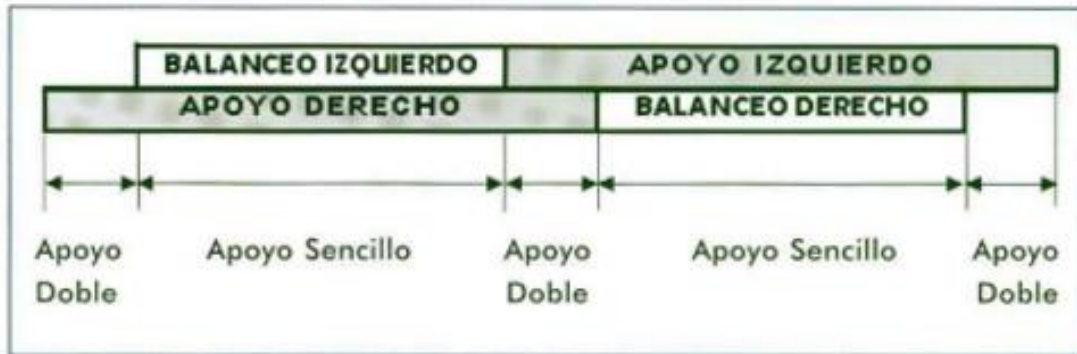 BALANCEO IZQUIERDO
APOYO IZQUIERDO
APOYO DERECHO
BALANCEO DERECHO
Apoyo Doble
Apoyo Sencillo
Apoyo Doble
Apoyo Sencillo
Apoyo Doble